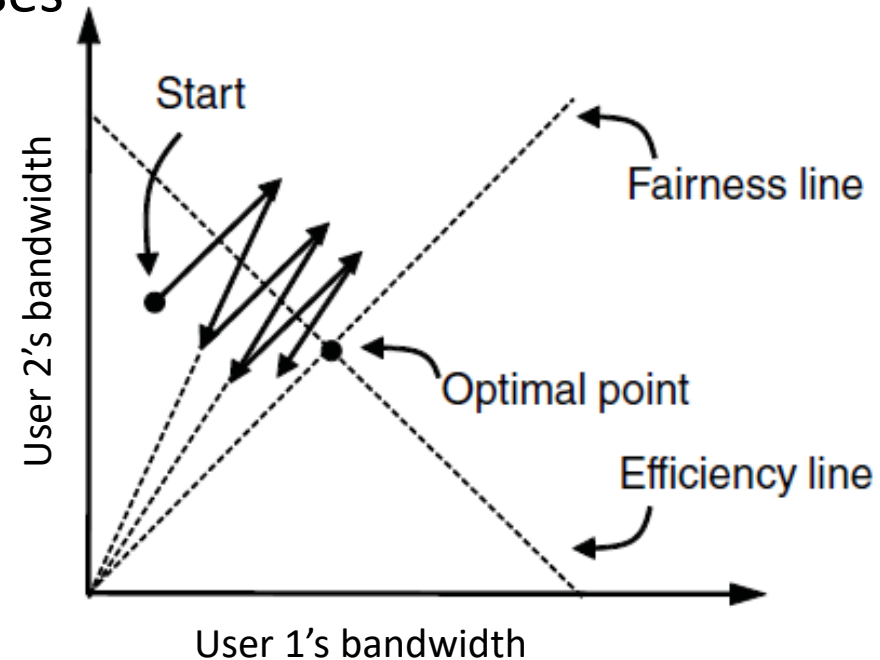 Start
Fairness line
User 2's bandwidth
Optimal point
Efficiency line
User 1's bandwidth